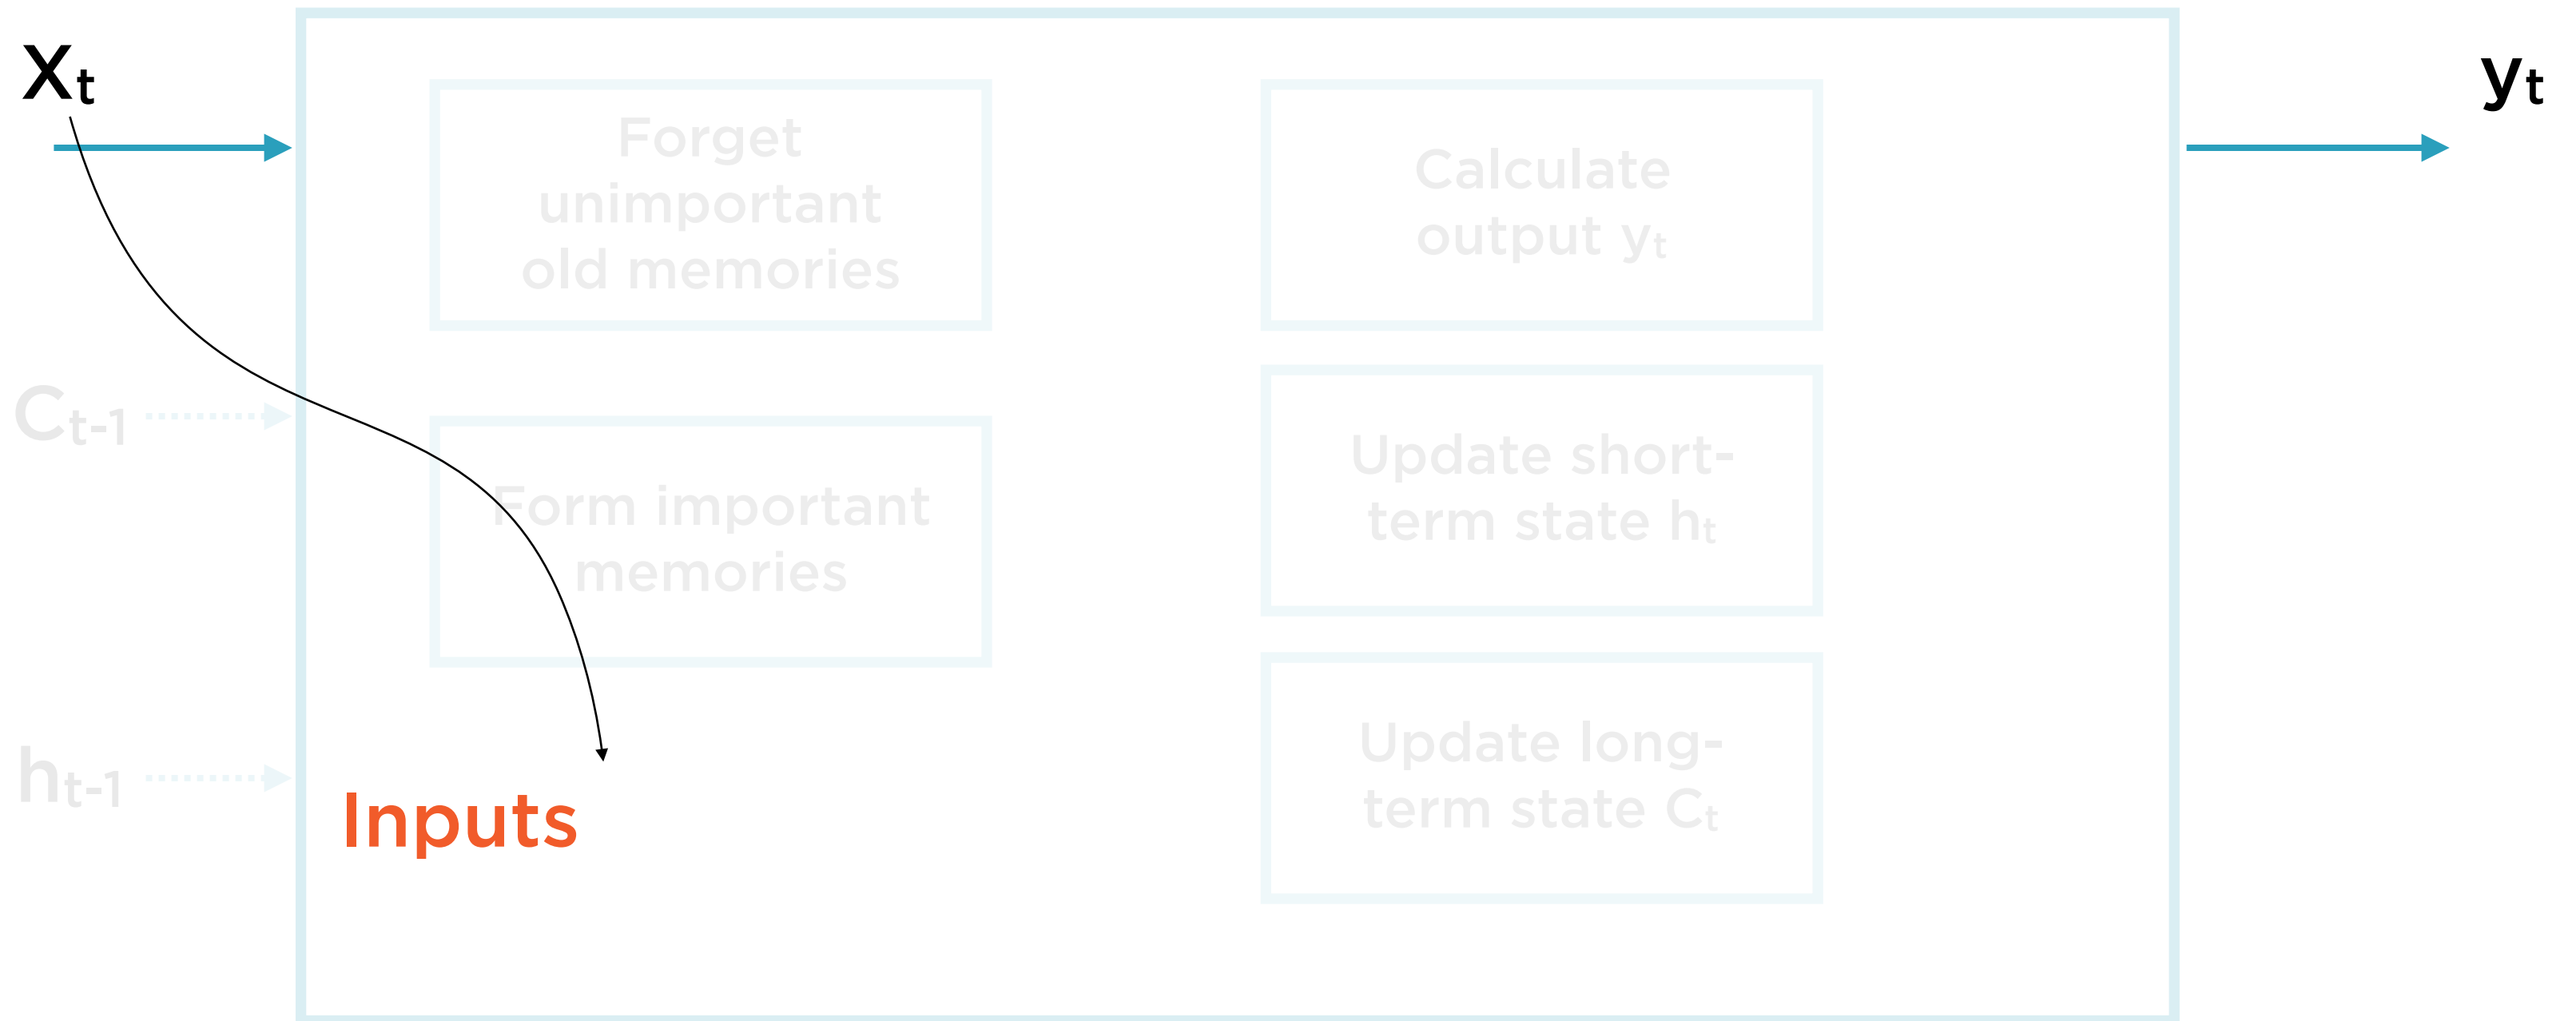 Xt
yt
Forget
unimportant
old memories
Calculate
output yt
Ct-1
Form important
memories
Update short-
term state ht
ht-1
Inputs
Update long-
term state Ct